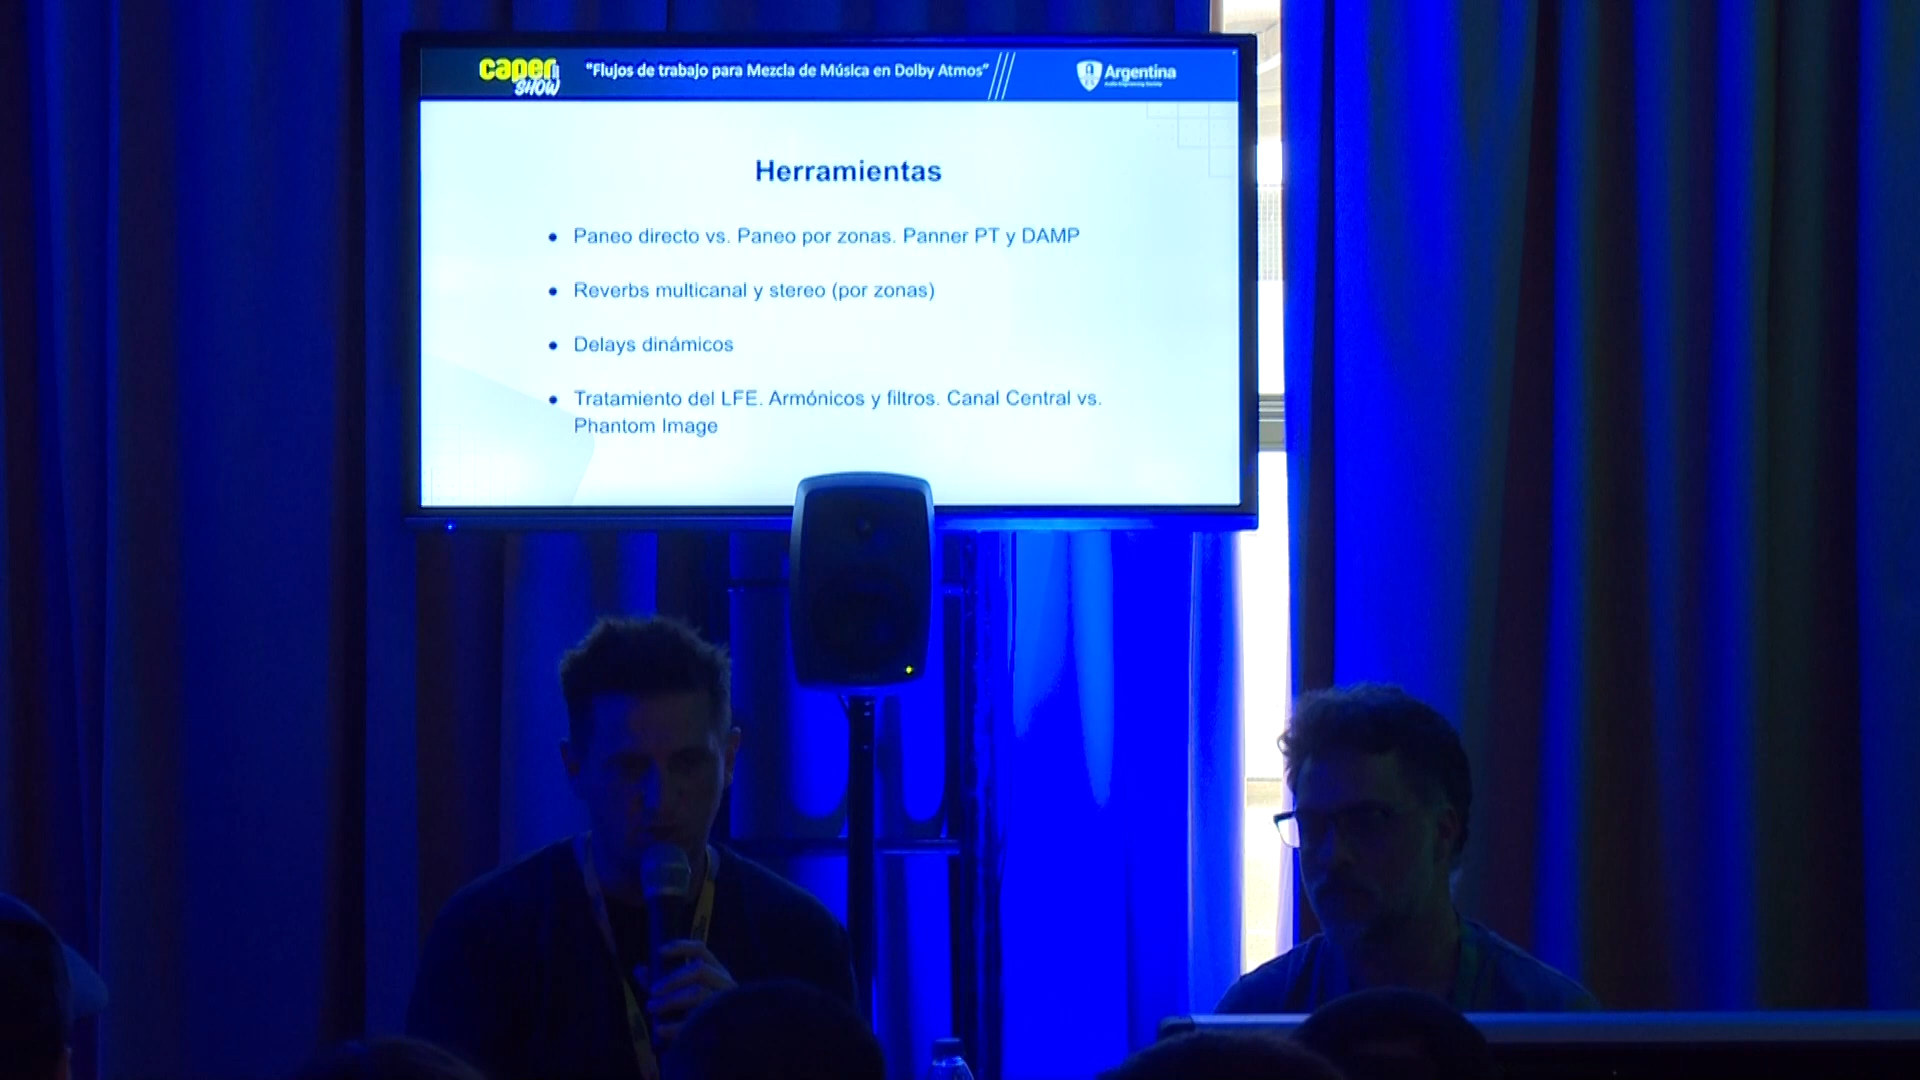 caper SHOW
"Flujos de trabajo para Mezcla de Música en Dolby Atmos"
Argentina
Herramientas
● Paneo directo vs. Paneo por zonas. Panner PT y DAMP
● Reverbs multicanal y stereo (por zonas)
● Delays dinámicos
● Tratamiento del LFE. Armónicos y filtros. Canal Central vs.
Phantom Image